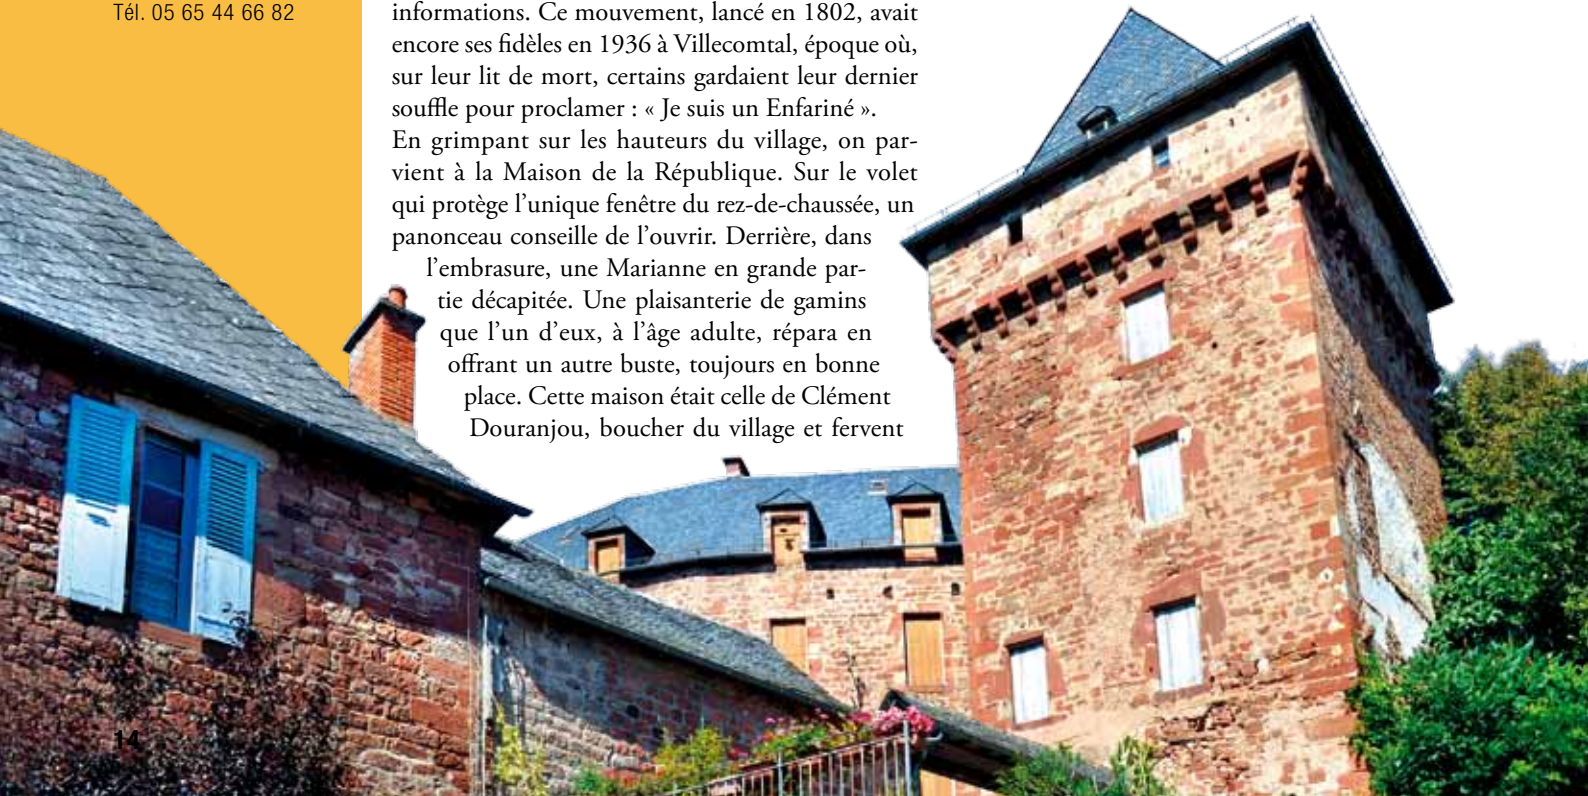 Tél. 05 65 44 66 82
informations. Ce mouvement, lancé en 1802, avait
encore ses fidèles en 1936 à Villecomtal, époque où,
sur leur lit de mort, certains gardaient leur dernier
souffle pour proclamer : « Je suis un Enfariné ».
En grimpant sur les hauteurs du village, on par-
vient à la Maison de la République. Sur le volet
qui protège l’unique fenêtre du rez-de-chaussée, un
panonceau conseille de l’ouvrir. Derrière, dans
l’embrasure, une Marianne en grande par-
tie décapitée. Une plaisanterie de gamins
que l’un d’eux, à l’âge adulte, répara en
offrant un autre buste, toujours en bonne
place. Cette maison était celle de Clément
Douranjou, boucher du village et fervent
14